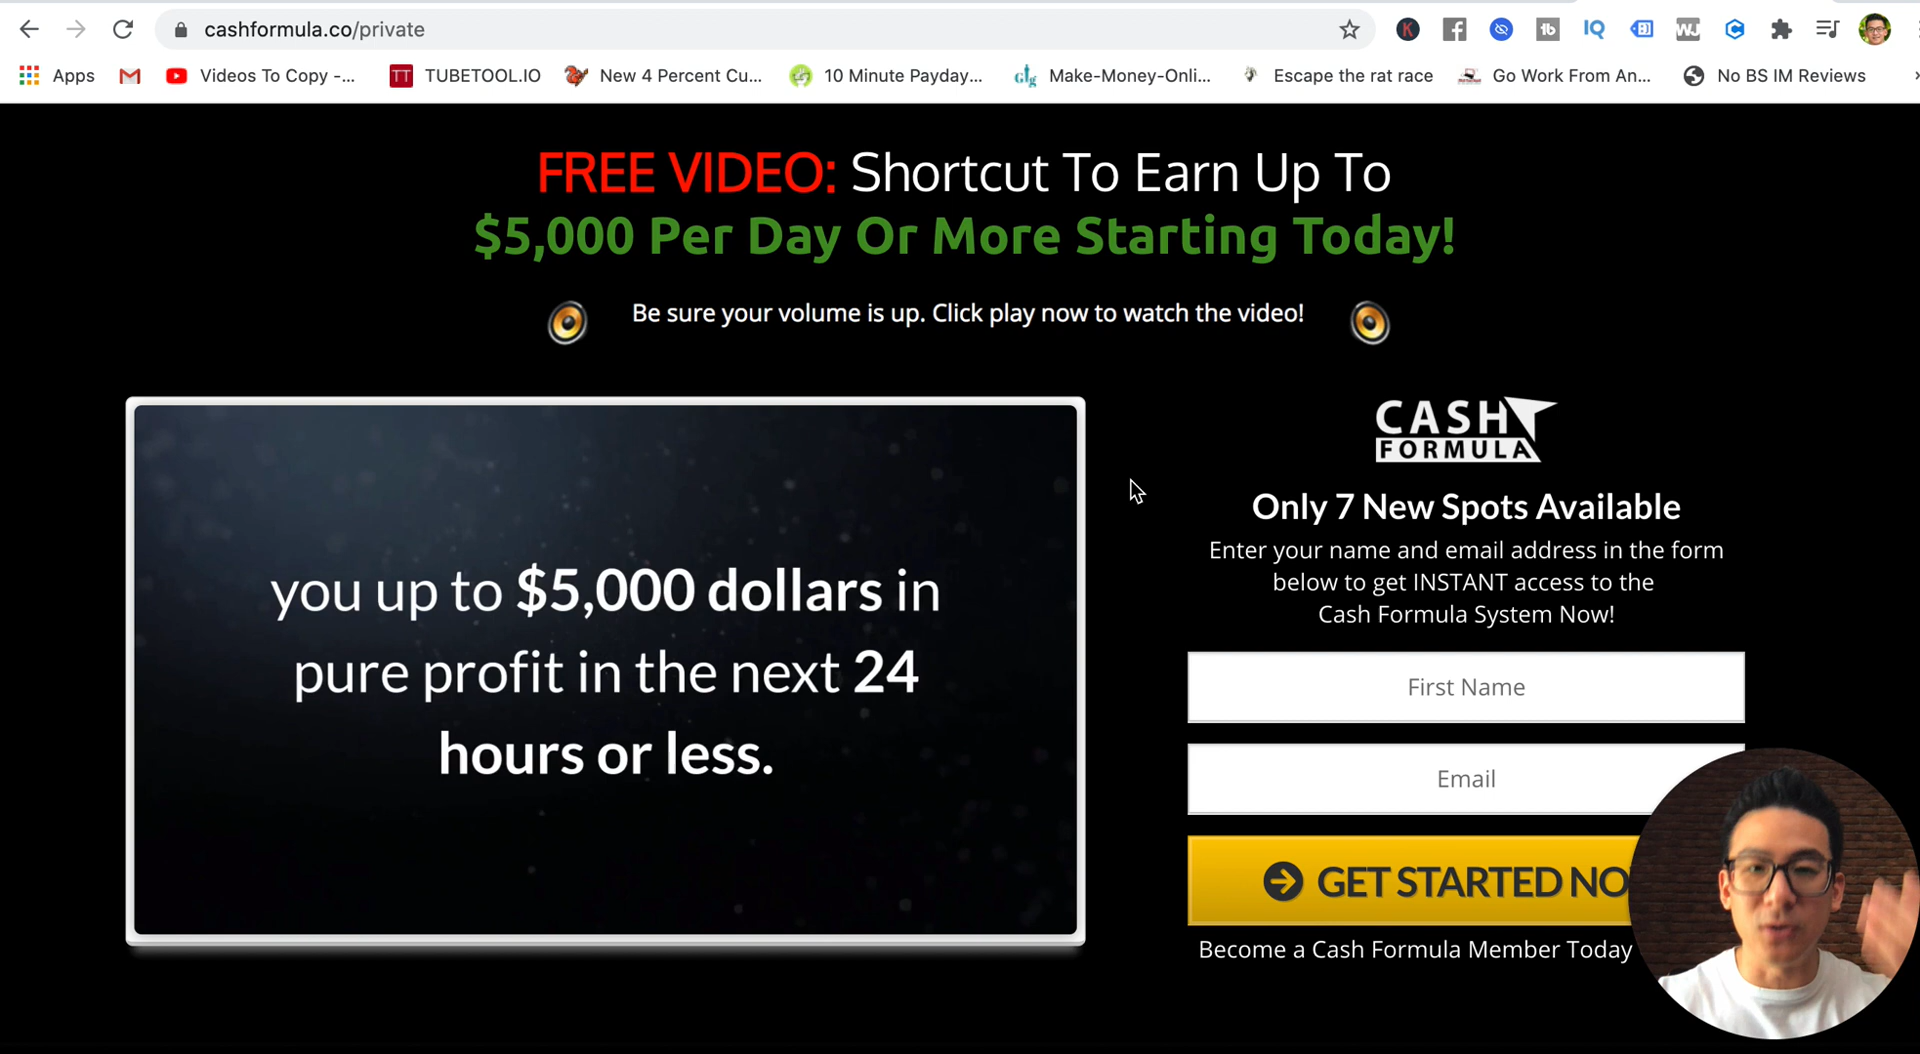 cashformula.co/private
Apps
Videos To Copy -...
TT
TUBETOOL.IO
New 4 Percent Cu...
10 Minute Payday...
Make-Money-Onli...
Escape the rat race
Go Work From An...
No BS IM Reviews
FREE VIDEO: Shortcut To Earn Up To
$5,000 Per Day Or More Starting Today!
Be sure your volume is up. Click play now to watch the video!
you up to $5,000 dollars in
pure profit in the next 24
hours or less.
CASH
FORMULA
Only 7 New Spots Available
Enter your name and email address in the form
below to get INSTANT access to the
Cash Formula System Now!
First Name
Email
GET STARTED NO
Become a Cash Formula Member Today